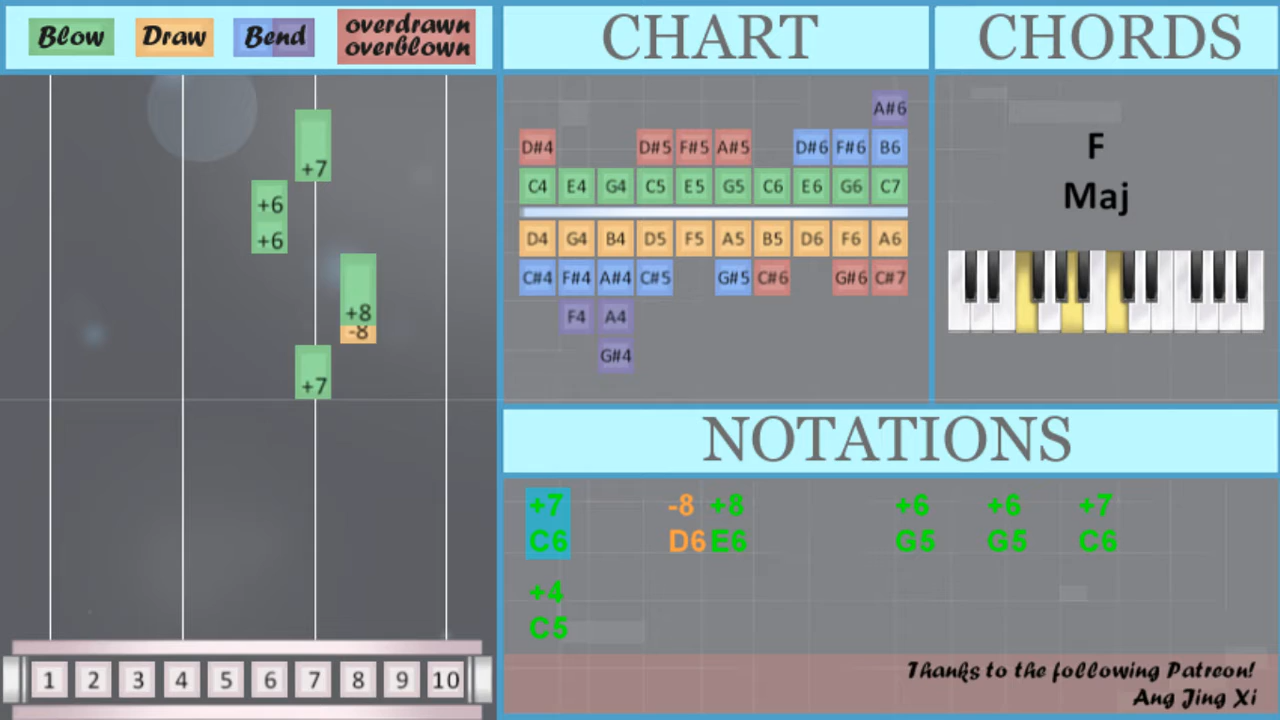 Blow Draw Bend overdrawn
overblown
CHART
CHORDS
+7
+6
+6
+8
-8
+7
1 2 3 4 5 6 7 8 9 10
A#6
D#4 D#5 F#5 A#5 D#6 F#6 B6
C4 E4 G4 C5 E5 G5 C6 E6 G6 C7
D4 G4 B4 D5 F5 A5 B5 D6 F6 A6
C#4 F#4 A#4 C#5 G#5 C#6 G#6 C#7
F4 A4
G#4
F
Maj
NOTATIONS
+7 -8 +8 +6 +6 +7
C6 D6 E6 G5 G5 C6
+4
C5
Thanks to the following Patreon!
Ang Jing Xi